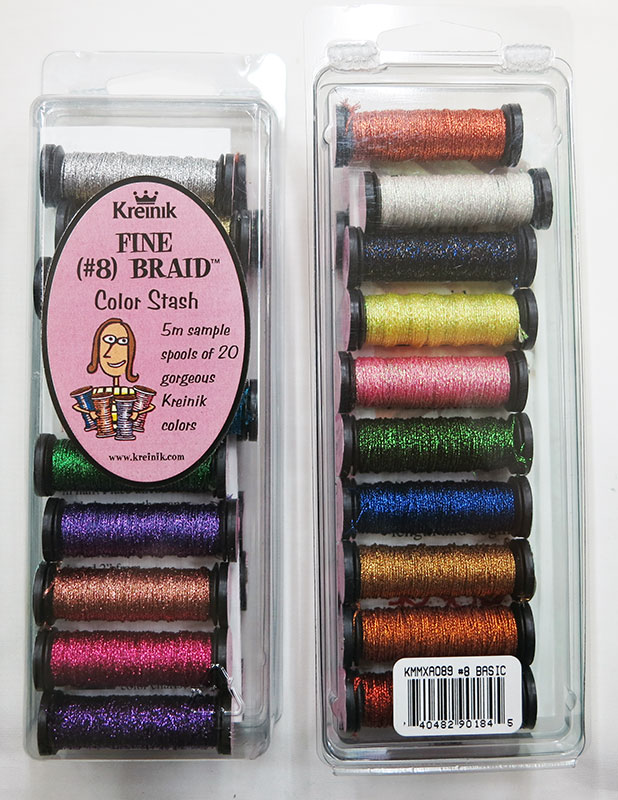 Kreinik
FINE
(#8) BRAID™
Color Stash
5m sample
spools of 20
gorgeous
Kreinik
colors
www.kreinik.com
KMMXA089 #8 BASIC
7 40482 90184 5